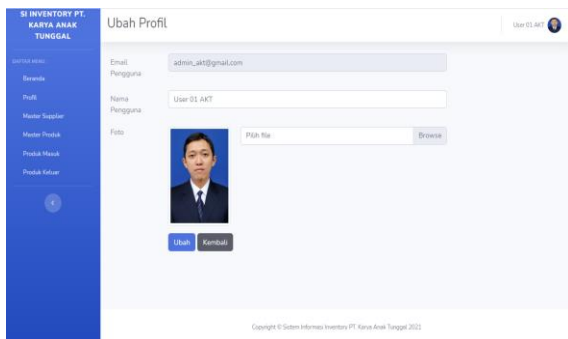 SI INVENTORY PT.
KARYA ANAK
TUNGGAL
DAFTAR MENU
Beranda
Profil
Master Supplier
Master Produk
Produk Masuk
Produk Keluar
Ubah Profil
User 01 AKT
Email
Pengguna
admin_akt@gmail.com
Nama
Pengguna
User 01 AKT
Foto
Pilih file
Browse
Ubah
Kembali
Copyright © Sistem Informasi Inventory PT. Karya Anak Tunggal 2021